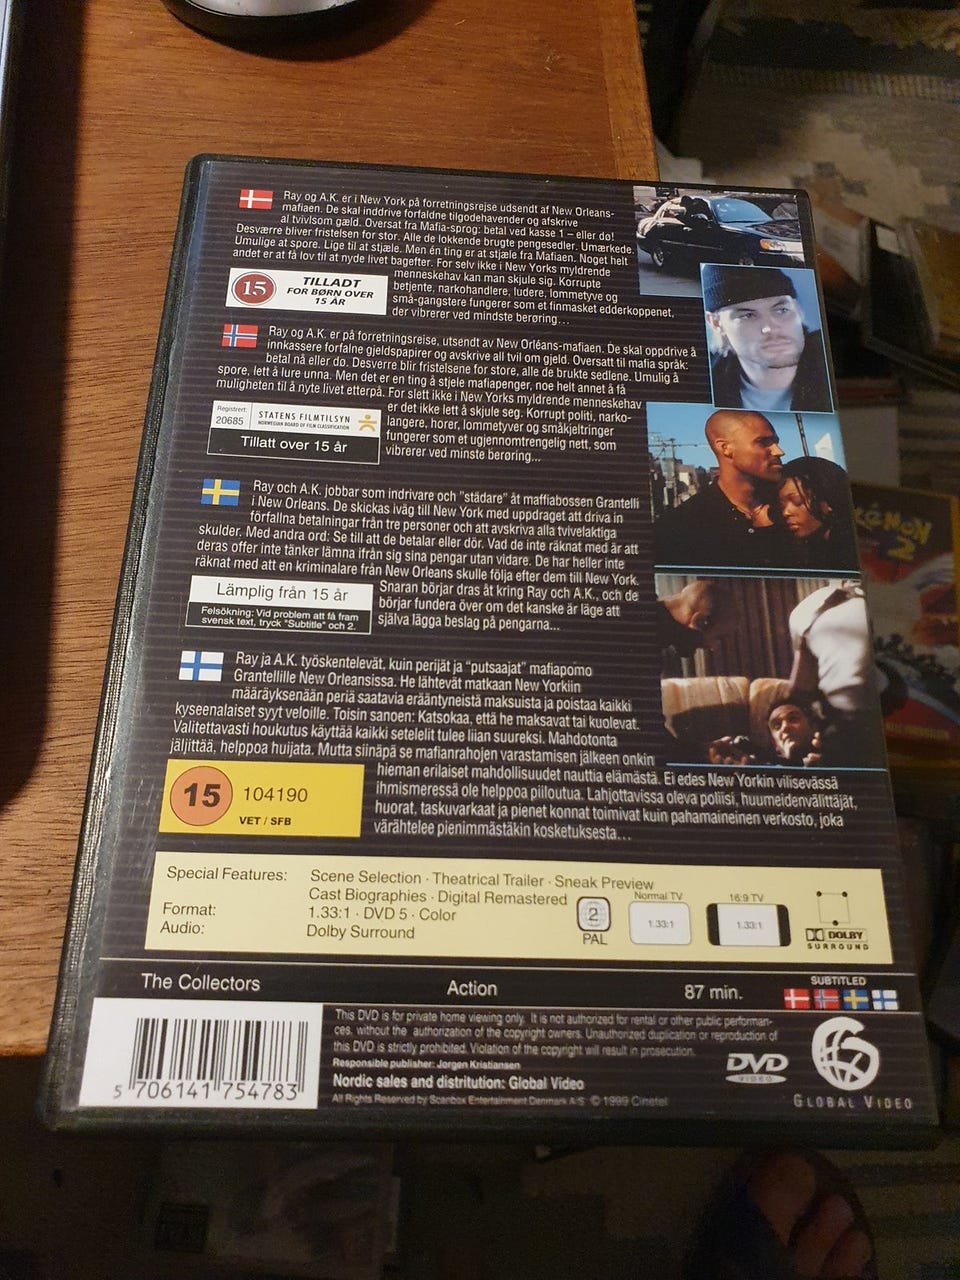 Ray og A.K. er i New York på forretningsrejse udsendt af New Orleans-
mafiaen. De skal inddrive forfaldne tilgodehavender og afskrive
al tvivlsom gæld. Oversat fra Mafia-sprog: betal ved kasse 1 – eller dø!
Desværre bliver fristelsen for stor. Alle de lokkende brugte pengesedler. Umærkede.
Umulige at spore. Lige til at stjæle. Men én ting er at stjæle fra Mafiaen. Noget helt
andet er at få lov til at nyde livet bagefter. For selv ikke i New Yorks myldrende
menneskehav kan man skjule sig. Korrupte
betjente, narkohandlere, ludere, lommetyve og
små-gangstere fungerer som et finmasket edderkoppenet,
der vibrerer ved mindste berøring…
15
TILLADT
FOR BØRN OVER
15 ÅR
Ray og A.K. er på forretningsreise, utsendt av New Orléans-mafiaen. De skal oppdrive å
innkassere forfalne gjeldspapirer og avskrive all tvil om gjeld. Oversatt til mafia språk:
betal nå eller dø. Desverre blir fristelsene for store, alle de brukte sedlene. Umulig å
spore, lett å lure unna. Men det er en ting å stjele mafiapenger, noe helt annet å få
muligheten til å nyte livet etterpå. For slett ikke i New Yorks myldrende menneskehav
er det ikke lett å skjule seg. Korrupt politi, narko-
langere, horer, lommetyver og småkjeltringer
fungerer som et ugjennomtrengelig nett, som
vibrerer ved minste berøring...
Registrert:
20685
STATENS FILMTILSYN
NORWEGIAN BOARD OF FILM CLASSIFICATION
Tillatt over 15 år
Ray och A.K. jobbar som indrivare och "städare" åt maffiabossen Grantelli
i New Orleans. De skickas iväg till New York med uppdraget att driva in
förfallna betalningar från tre personer och att avskriva alla tvivelaktiga
skulder. Med andra ord: Se till att de betalar eller dör. Vad de inte räknat med är att
deras offer inte tänker lämna ifrån sig sina pengar utan vidare. De har heller inte
räknat med att en kriminalare från New Orleans skulle följa efter dem till New York.
Snaran börjar dras åt kring Ray och A.K., och de
börjar fundera över om det kanske är läge att
själva lägga beslag på pengarna...
Lämplig från 15 år
Felsökning: Vid problem att få fram
svensk text, tryck "Subtitle" och 2.
Ray ja A.K. työskentelevät, kuin perijät ja "putsaajat" mafiapomo
Grantellille New Orleansissa. He lähtevät matkaan New Yorkiin
määräyksenään periä saatavia erääntyneistä maksuista ja poistaa kaikki
kyseenalaiset syyt veloille. Toisin sanoen: Katsokaa, että he maksavat tai kuolevat.
Valitettavasti houkutus käyttää kaikki setelelit tulee liian suureksi. Mahdotonta
jäljittää, helppoa huijata. Mutta siinäpä se mafianrahojen varastamisen jälkeen onkin
hieman erilaiset mahdollisuudet nauttia elämästä. Ei edes New Yorkin vilisevässä
ihmismeressä ole helppoa piiloutua. Lahjottavissa oleva poliisi, huumeidenvälittäjät,
huorat, taskuvarkaat ja pienet konnat toimivat kuin pahamaineinen verkosto, joka
värähtelee pienimmästäkin kosketuksesta…
15
104190
VET / SFB
Special Features: Scene Selection · Theatrical Trailer · Sneak Preview
Cast Biographies · Digital Remastered
Format: 1.33:1 · DVD 5 · Color
Audio: Dolby Surround
2
PAL
Normal TV
1.33:1
16:9 TV
1.33:1
DOLBY
SURROUND
The Collectors Action 87 min.
SUBTITLED
5 706141 754783
This DVD is for private home viewing only. It is not authorized for rental or other public performan-
ces, without the authorization of the copyright owners. Unauthorized duplication or reproduction of
this DVD is strictly prohibited. Violation of the copyright will result in prosecution.
Responsible publisher: Jorgen Kristiansen
Nordic sales and distrbution: Global Video
All Rights Reserved by Scanbox Entertainment Denmark A/S © 1999 Cinetel
DVD
VIDEO
GLOBAL VIDEO
POKéMON
2